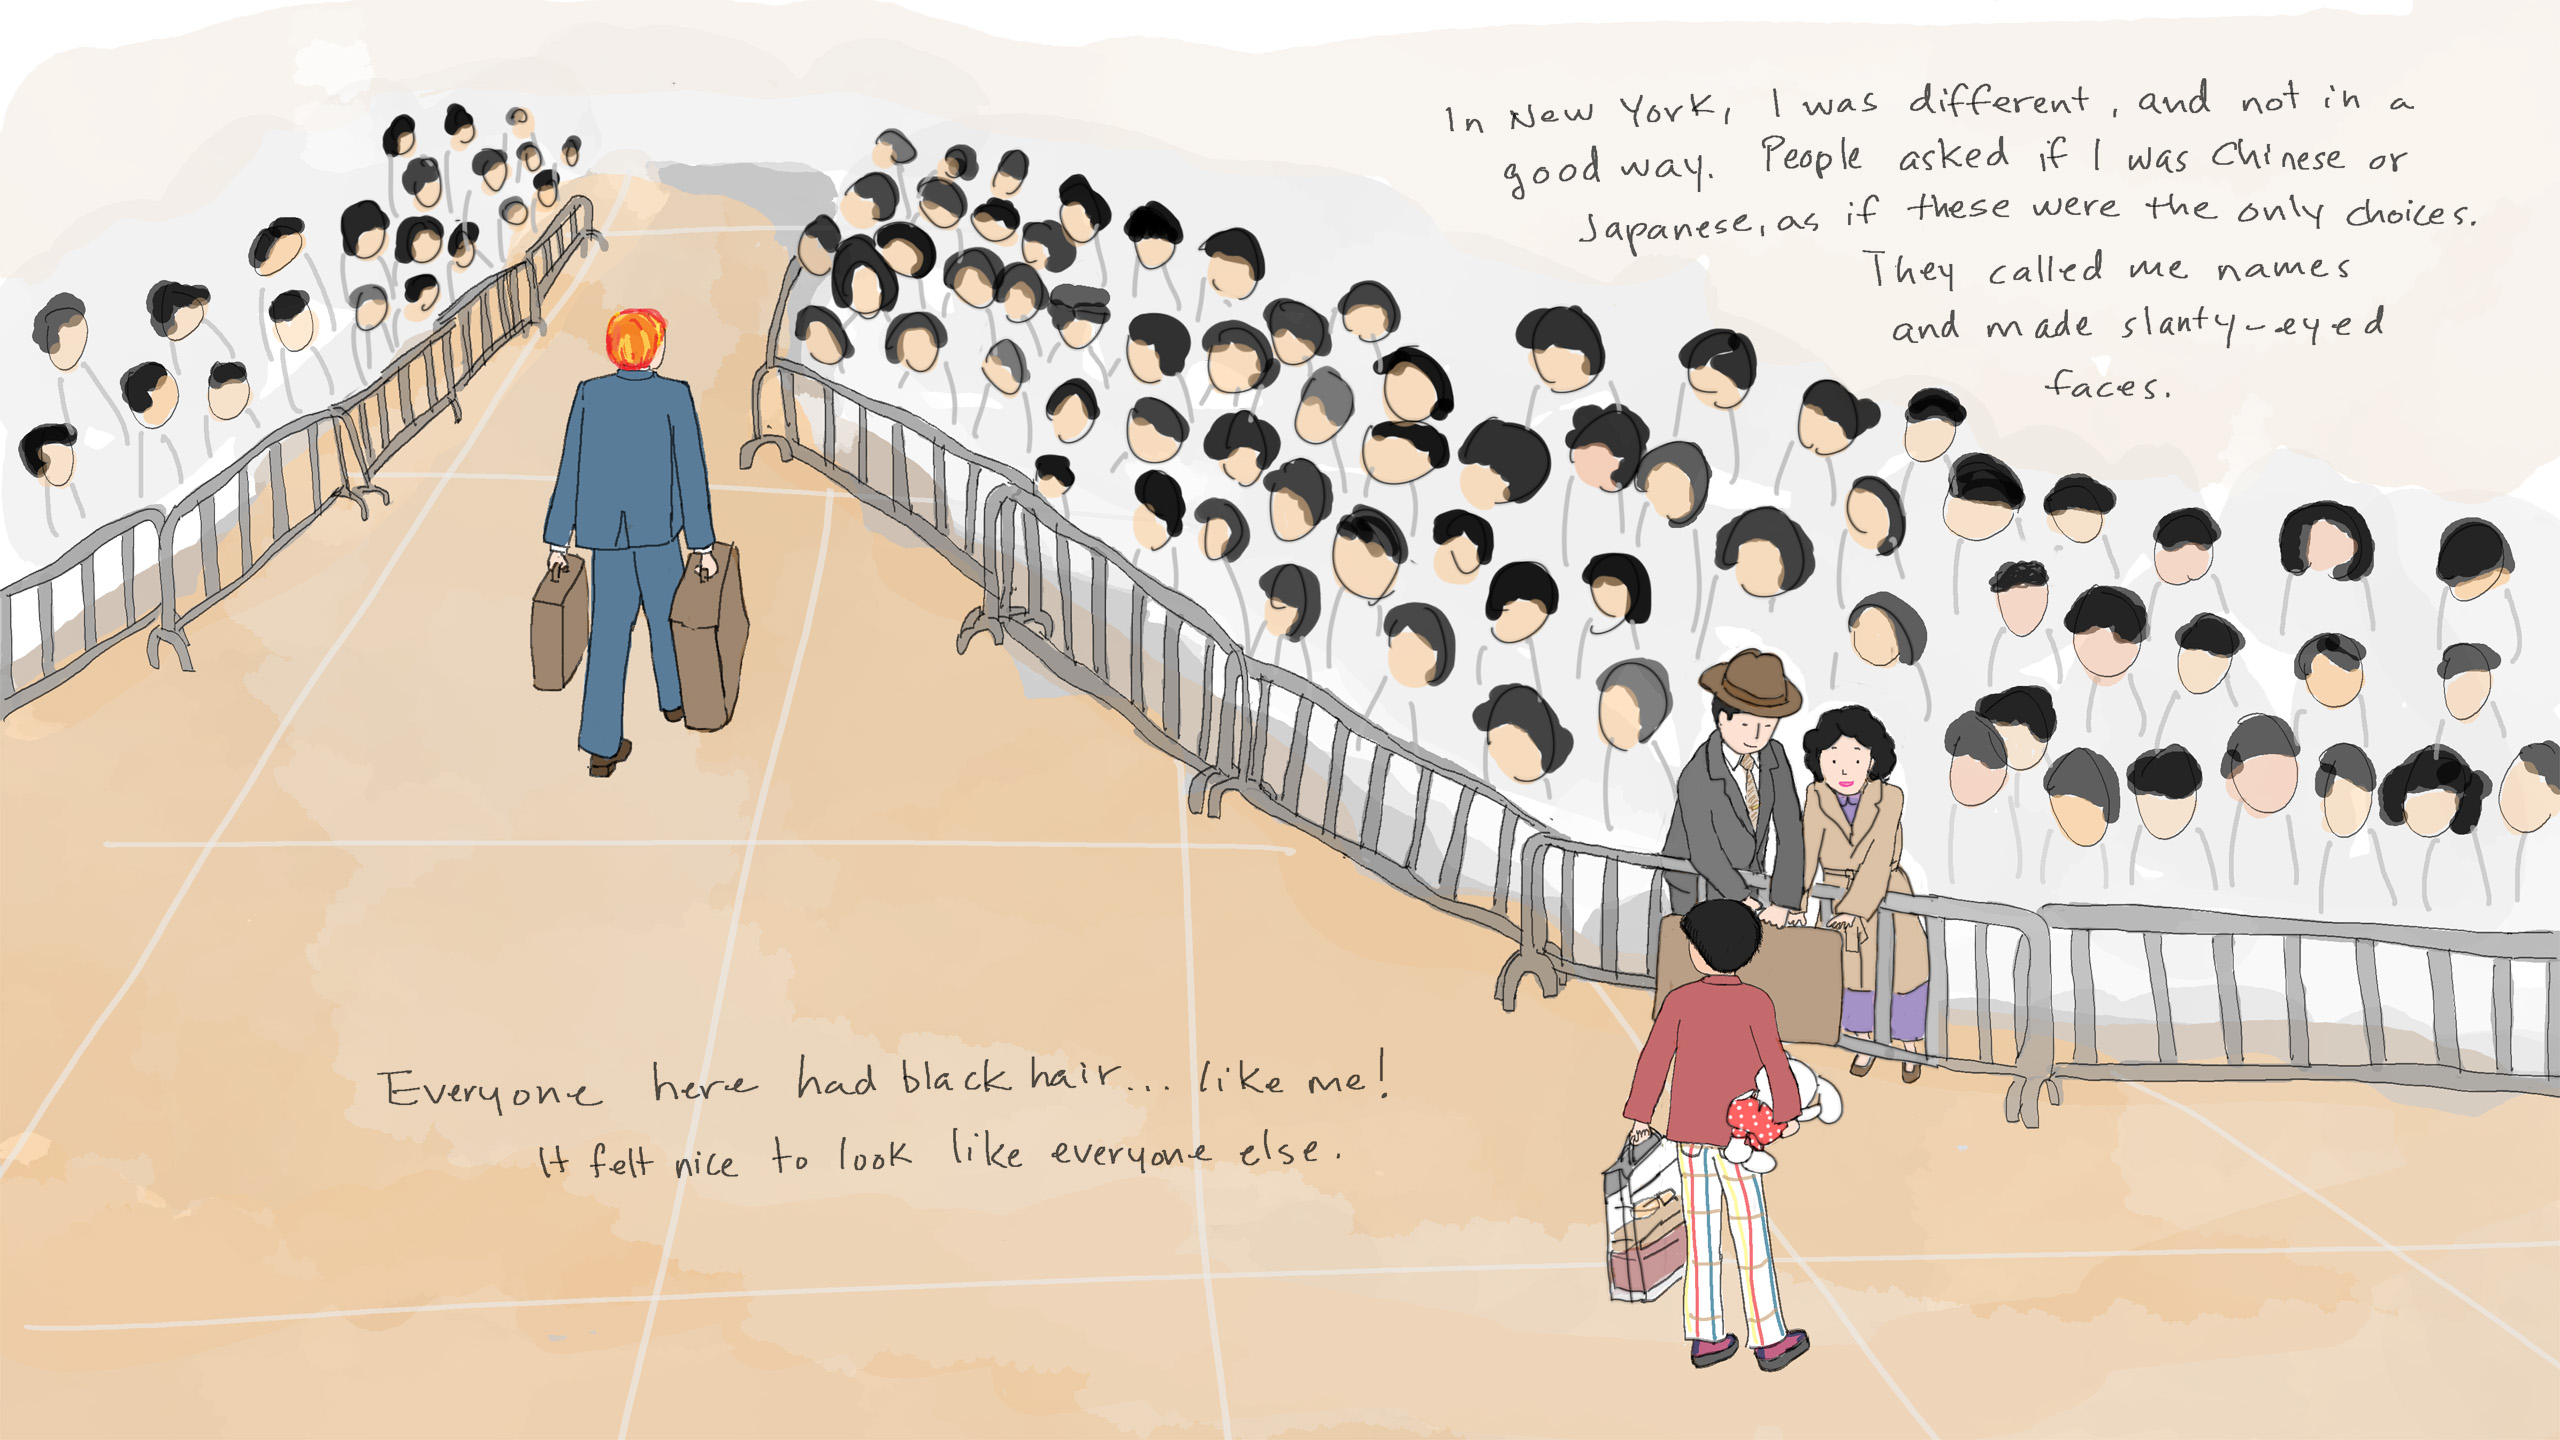 In New York, I was different, and not in a
good way. People asked if I was Chinese or
Japanese, as if these were the only choices.
They called me names
and made slanty-eyed
faces.
Everyone here had black hair... like me!
It felt nice to look like everyone else.